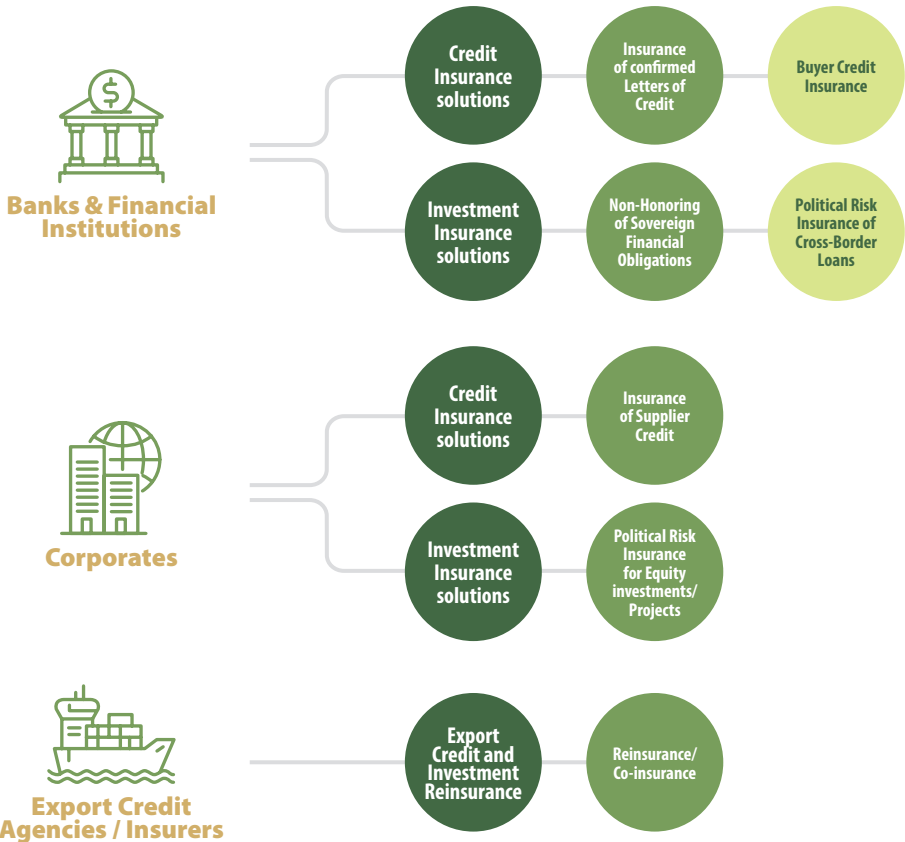 $
Banks & Financial
Institutions
Credit
Insurance
solutions
Insurance
of confirmed
Letters of
Credit
Buyer Credit
Insurance
Investment
Insurance
solutions
Non-Honoring
of Sovereign
Financial
Obligations
Political Risk
Insurance of
Cross-Border
Loans
Corporates
Credit
Insurance
solutions
Insurance
of Supplier
Credit
Investment
Insurance
solutions
Political Risk
Insurance
for Equity
investments/
Projects
Export Credit
Agencies / Insurers
Export
Credit and
Investment
Reinsurance
Reinsurance/
Co-insurance